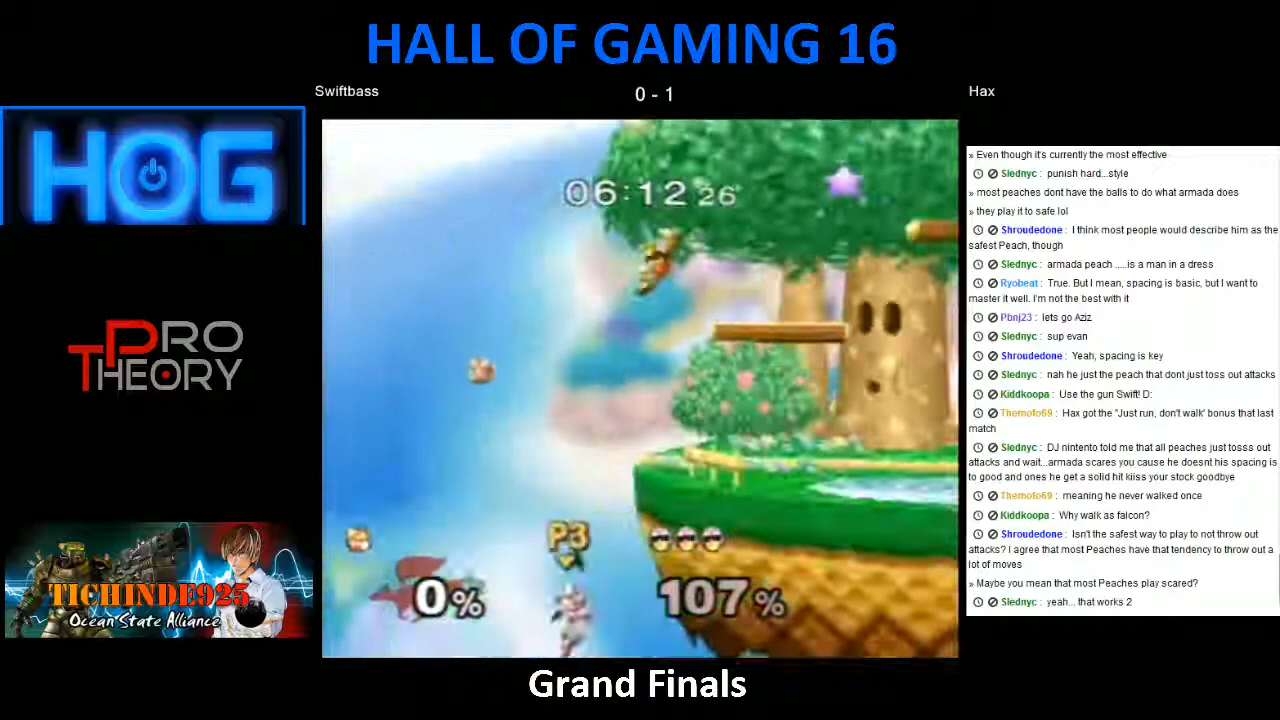 HALL OF GAMING 16
Swiftbass
0 - 1
Hax
HOG
PRO
THEORY
TICHINDE925
Ocean State Alliance
06:12 26
P3
0%
107%
» Even though it's currently the most effective
Slednyc : punish hard...style
» most peaches dont have the balls to do what armada does
» they play it to safe lol
Shroudedone : I think most people would describe him as the
safest Peach, though
Slednyc : armada peach .....is a man in a dress
Ryobeat : True. But I mean, spacing is basic, but I want to
master it well. I'm not the best with it
Pbnj23 : lets go Aziz
Slednyc : sup evan
Shroudedone : Yeah, spacing is key
Slednyc : nah he just the peach that dont just toss out attacks
Kiddkoopa : Use the gun Swift! D:
Themofo69 : Hax got the "Just run, don't walk' bonus that last
match
Slednyc : DJ nintento told me that all peaches just tosss out
attacks and wait...armada scares you cause he doesnt his spacing is
to good and ones he get a solid hit kiiss your stock goodbye
Themofo69 : meaning he never walked once
Kiddkoopa : Why walk as falcon?
Shroudedone : Isn't the safest way to play to not throw out
attacks? I agree that most Peaches have that tendency to throw out a
lot of moves
» Maybe you mean that most Peaches play scared?
Slednyc : yeah... that works 2
Grand Finals